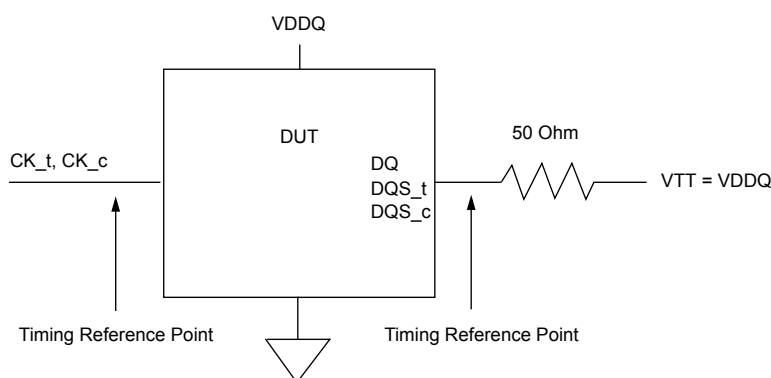 VDDQ
DUT
50 Ohm
CK_t, CK_c
DQ
DQS_t
DQS_c
VTT = VDDQ
Timing Reference Point
Timing Reference Point